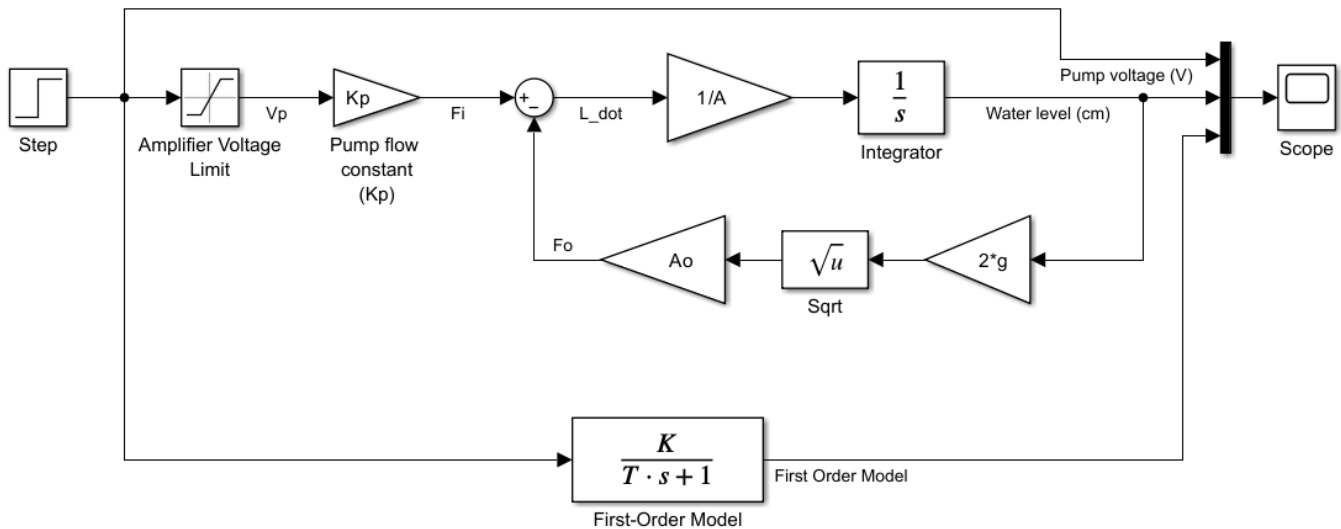 Pump voltage (V)
Step
Amplifier Voltage
Limit
Vp
Kp
Pump flow
constant
(Kp)
Fi
+
-
L_dot
1/A
1
s
Integrator
Water level (cm)
Scope
Fo
Ao
√u
Sqrt
2*g
K
T · s + 1
First-Order Model
First Order Model